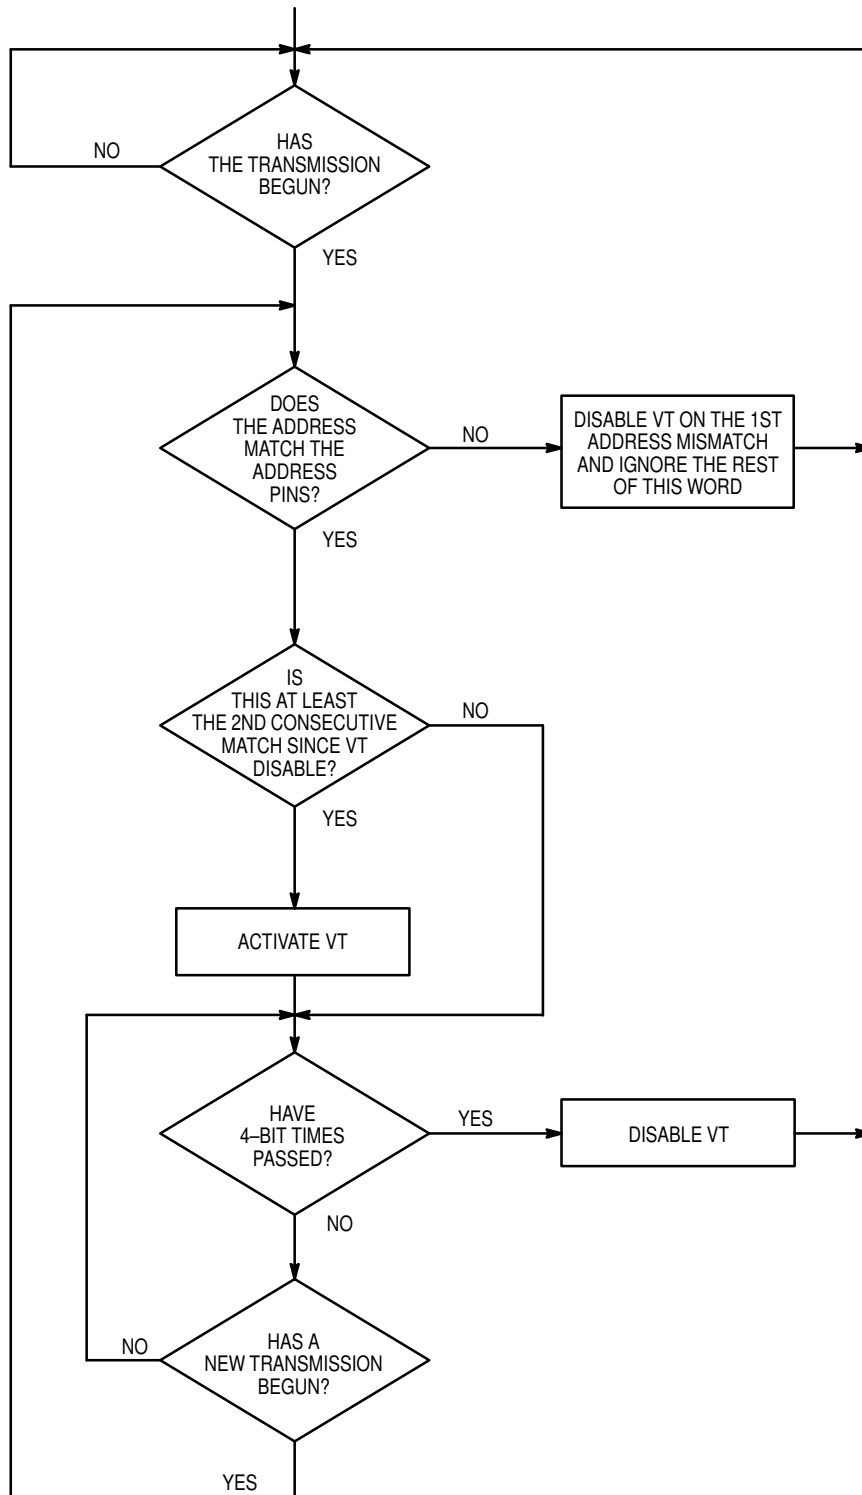 HAS
THE TRANSMISSION
BEGUN?
NO
YES
DOES
THE ADDRESS
MATCH THE
ADDRESS
PINS?
NO
DISABLE VT ON THE 1ST
ADDRESS MISMATCH
AND IGNORE THE REST
OF THIS WORD
YES
IS
THIS AT LEAST
THE 2ND CONSECUTIVE
MATCH SINCE VT
DISABLE?
NO
YES
ACTIVATE VT
HAVE
4–BIT TIMES
PASSED?
YES
DISABLE VT
NO
HAS A
NEW TRANSMISSION
BEGUN?
NO
YES